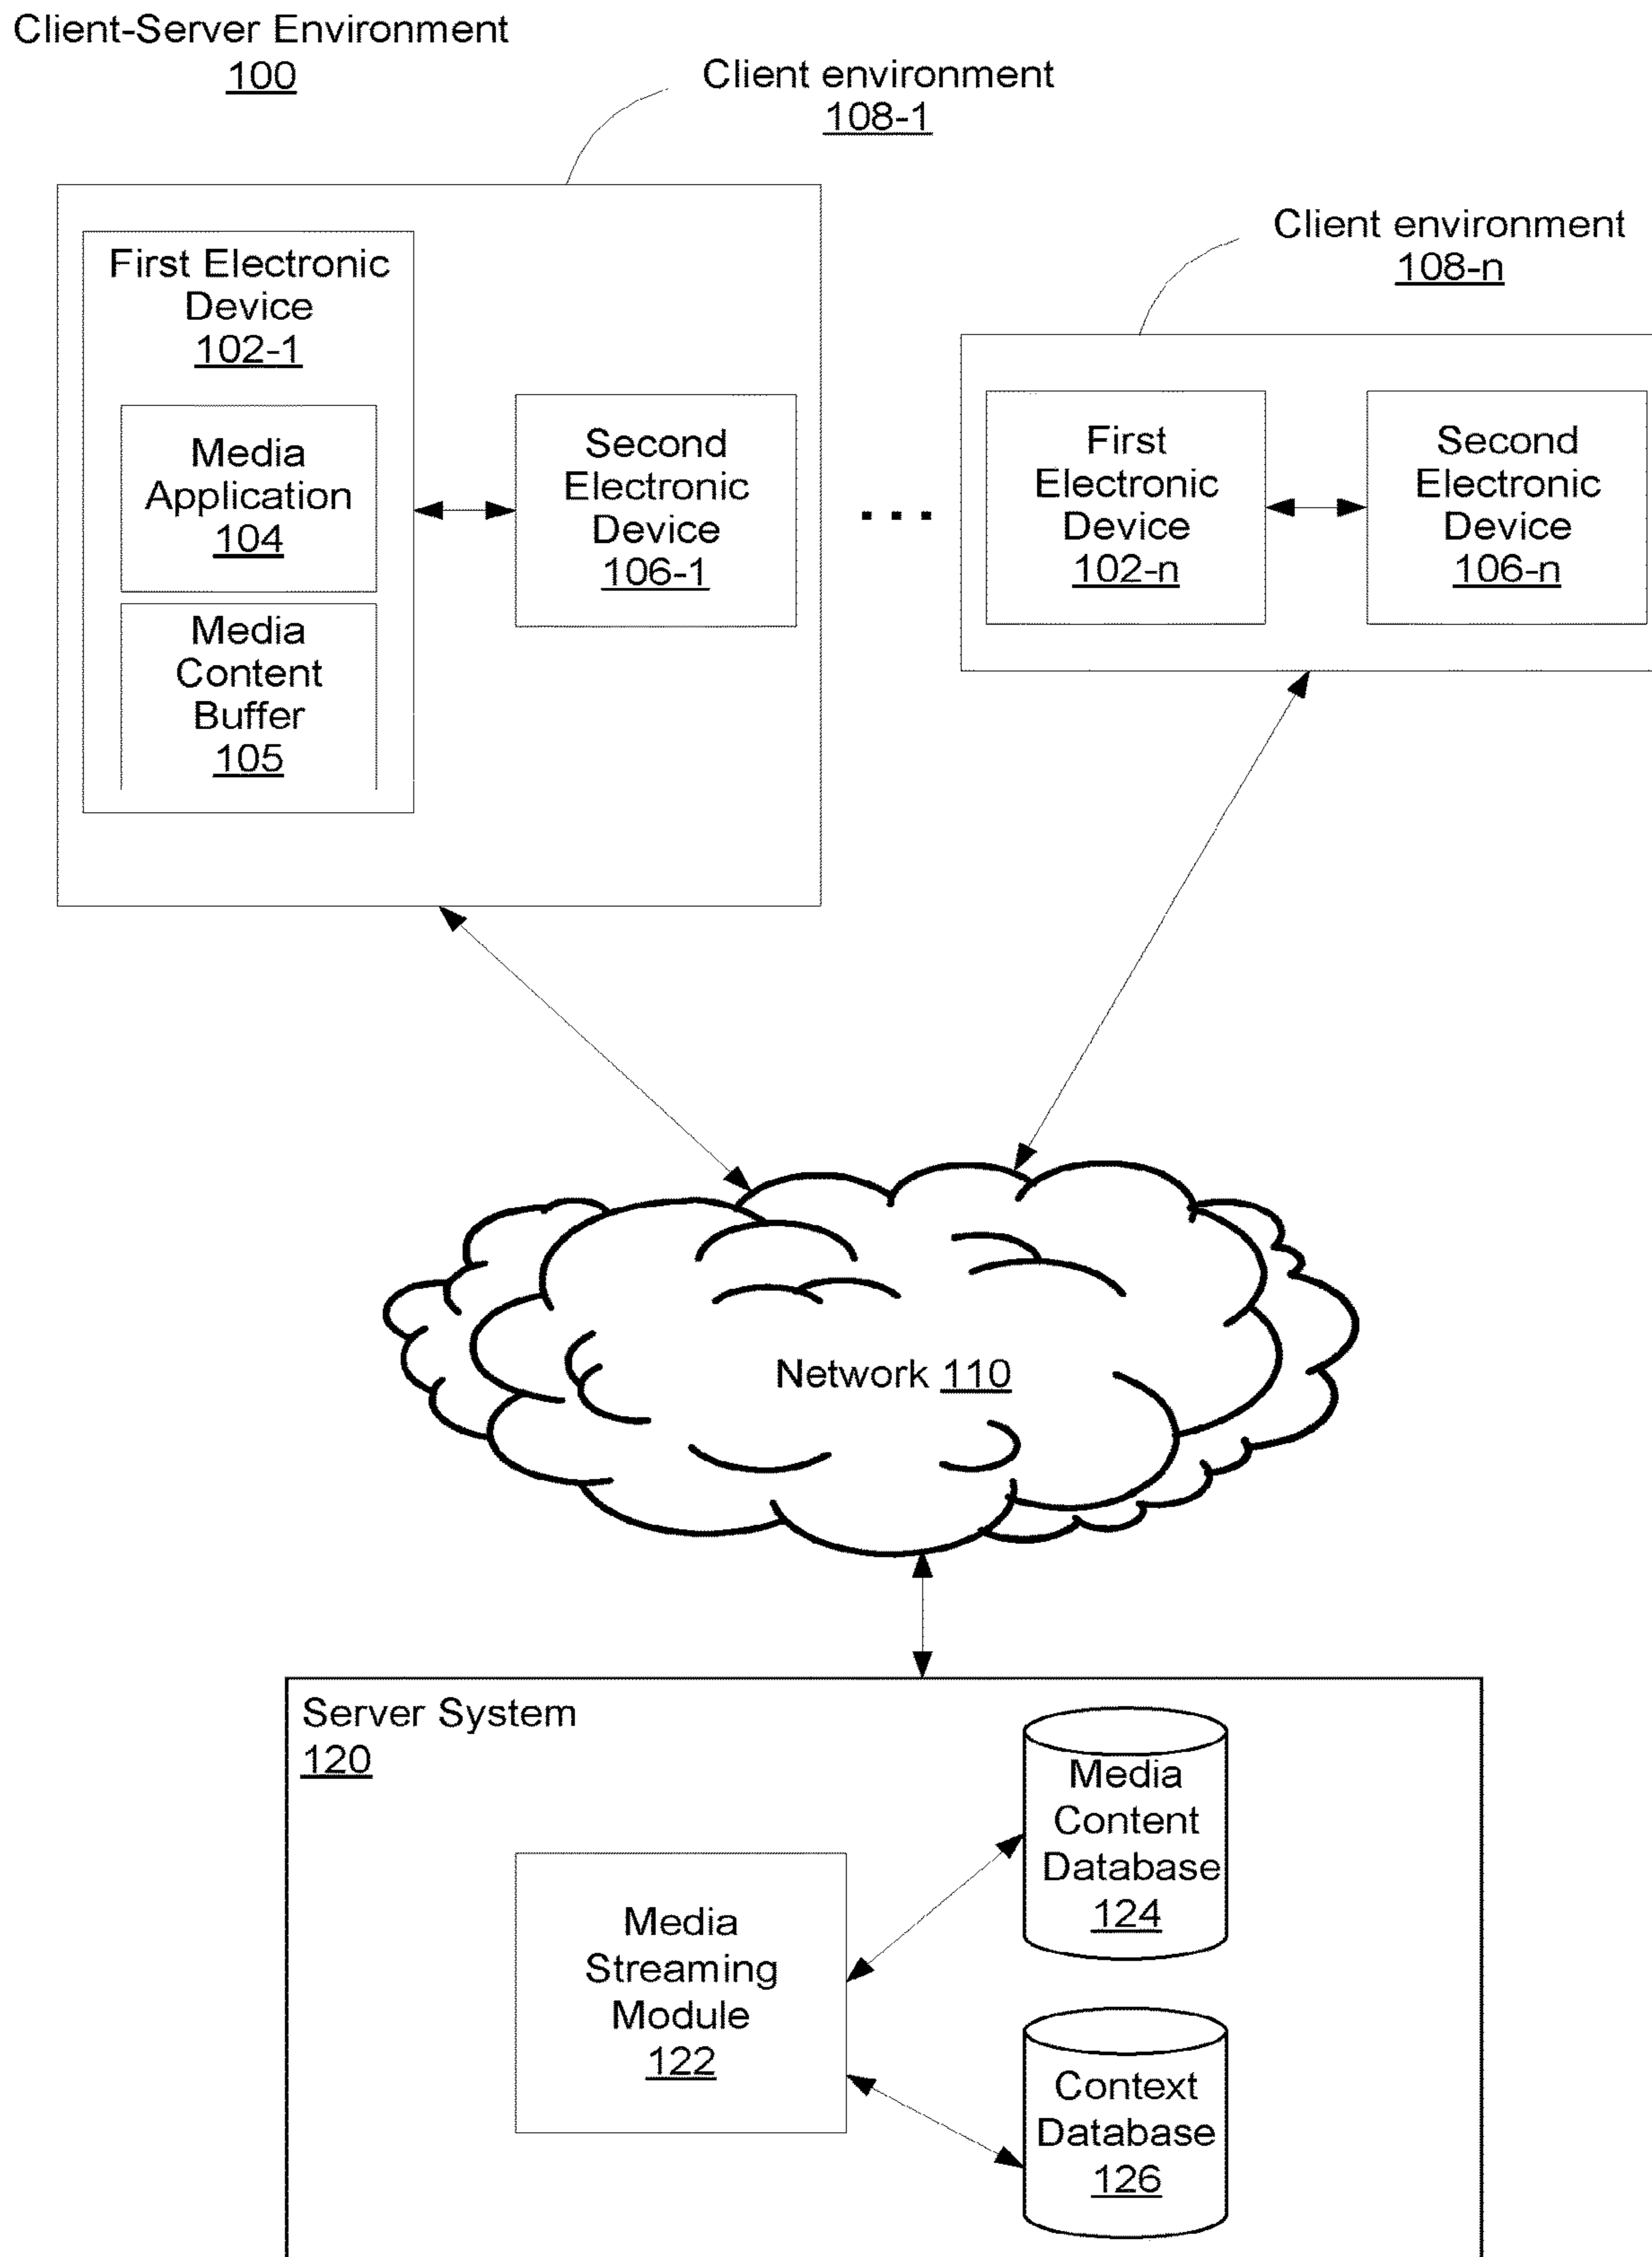 Client-Server Environment
100
Client environment
108-1
Client environment
108-n
First Electronic
Device
102-1
Media
Application
104
Media
Content
Buffer
105
Second
Electronic
Device
106-1
...
First
Electronic
Device
102-n
Second
Electronic
Device
106-n
Network 110
Server System
120
Media
Streaming
Module
122
Media
Content
Database
124
Context
Database
126